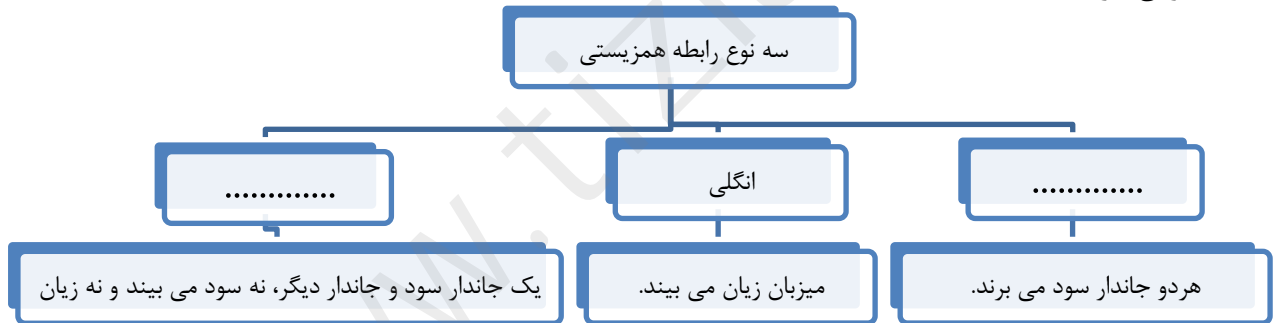 سه نوع رابطه همزیستی
.............
انگلی
.............
هردو جاندار سود می برند.
میزبان زیان می بیند.
یک جاندار سود و جاندار دیگر، نه سود می بیند و نه زیان